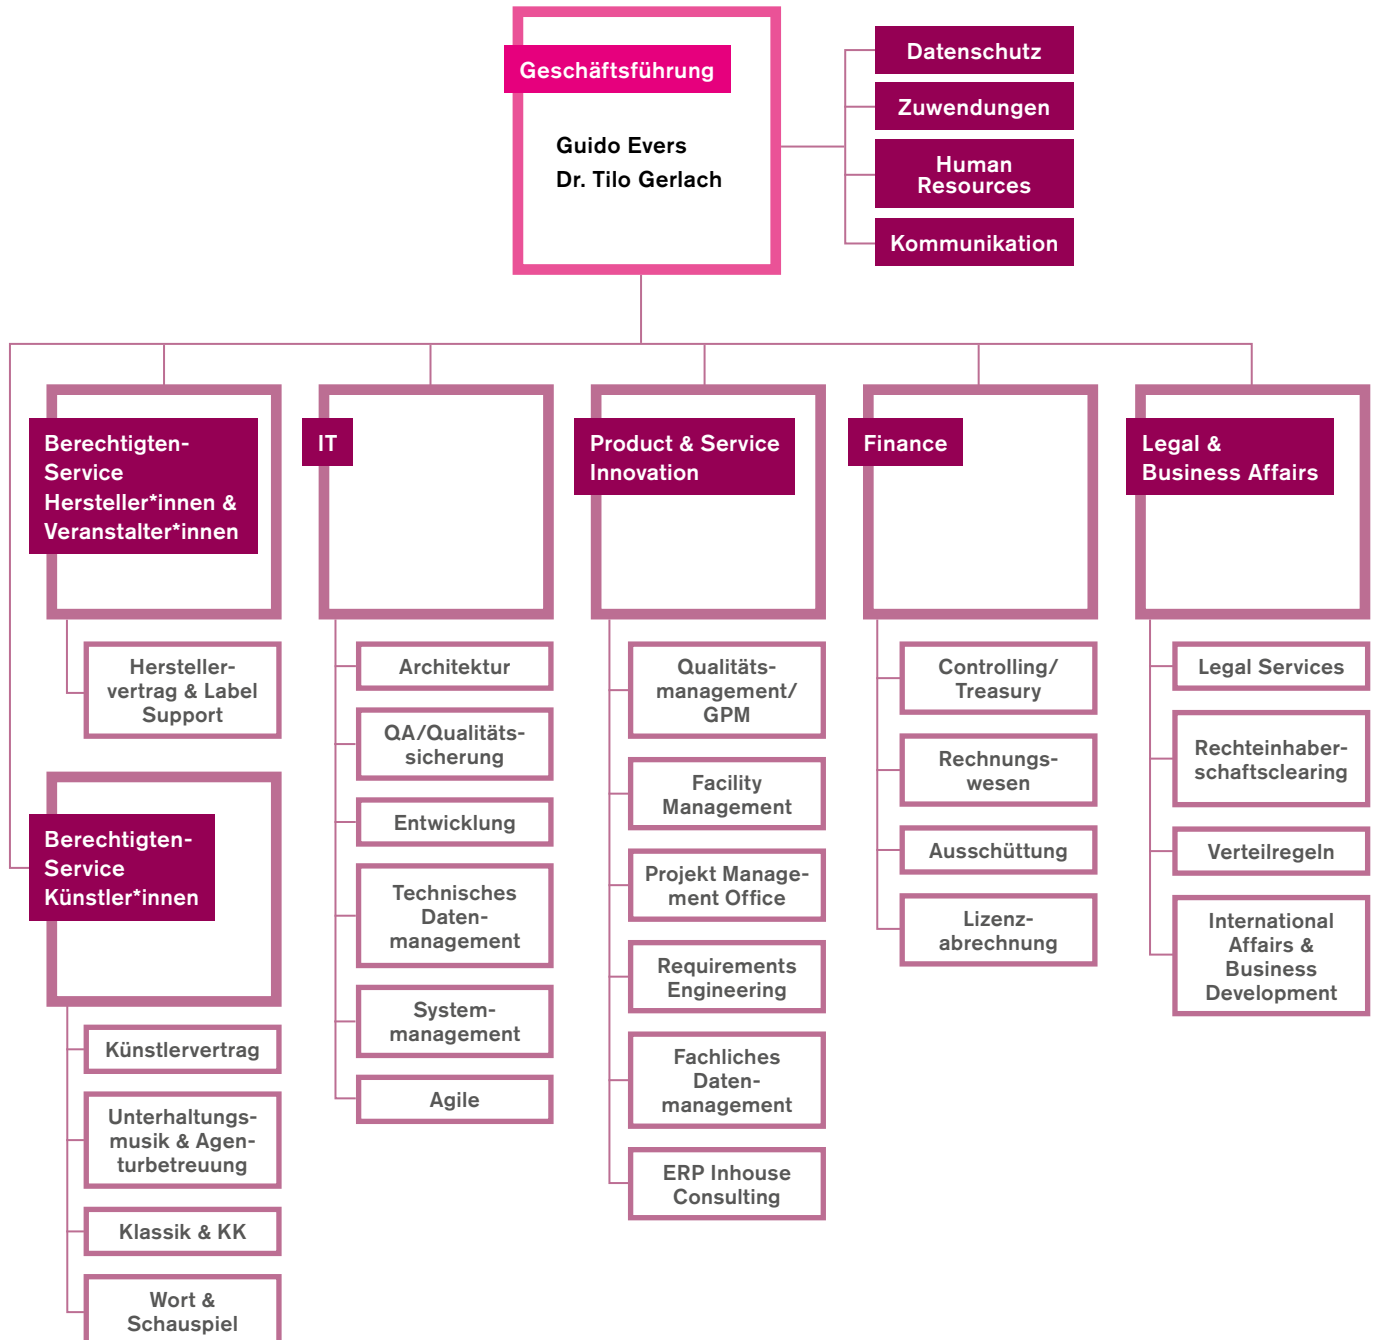 Geschäftsführung
Guido Evers
Dr. Tilo Gerlach
Datenschutz
Zuwendungen
Human
Resources
Kommunikation
Berechtigten-
Service
Hersteller*innen &
Veranstalter*innen
Hersteller-
vertrag & Label
Support
Berechtigten-
Service
Künstler*innen
Künstlervertrag
Unterhaltungs-
musik & Agen-
turbetreuung
Klassik & KK
Wort &
Schauspiel
IT
Architektur
QA/Qualitäts-
sicherung
Entwicklung
Technisches
Daten-
management
System-
management
Agile
Product & Service
Innovation
Qualitäts-
management/
GPM
Facility
Management
Projekt Manage-
ment Office
Requirements
Engineering
Fachliches
Daten-
management
ERP Inhouse
Consulting
Finance
Controlling/
Treasury
Rechnungs-
wesen
Ausschüttung
Lizenz-
abrechnung
Legal &
Business Affairs
Legal Services
Rechteinhaber-
schaftsclearing
Verteilregeln
International
Affairs &
Business
Development